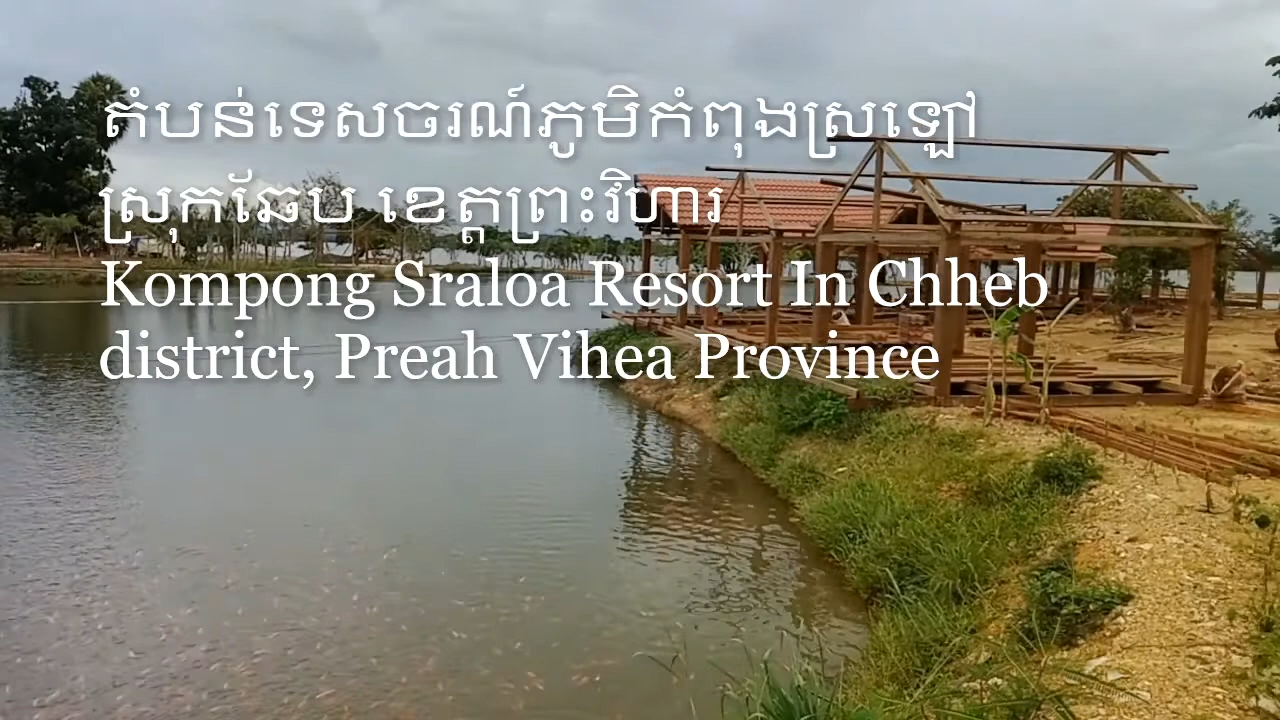 តំបន់ទេសចរណ៍ភូមិកំពុងស្រឡៅ
ស្រុកឆែប ខេត្តព្រះវិហារ
Kompong Sraloa Resort In Chheb
district, Preah Vihea Province